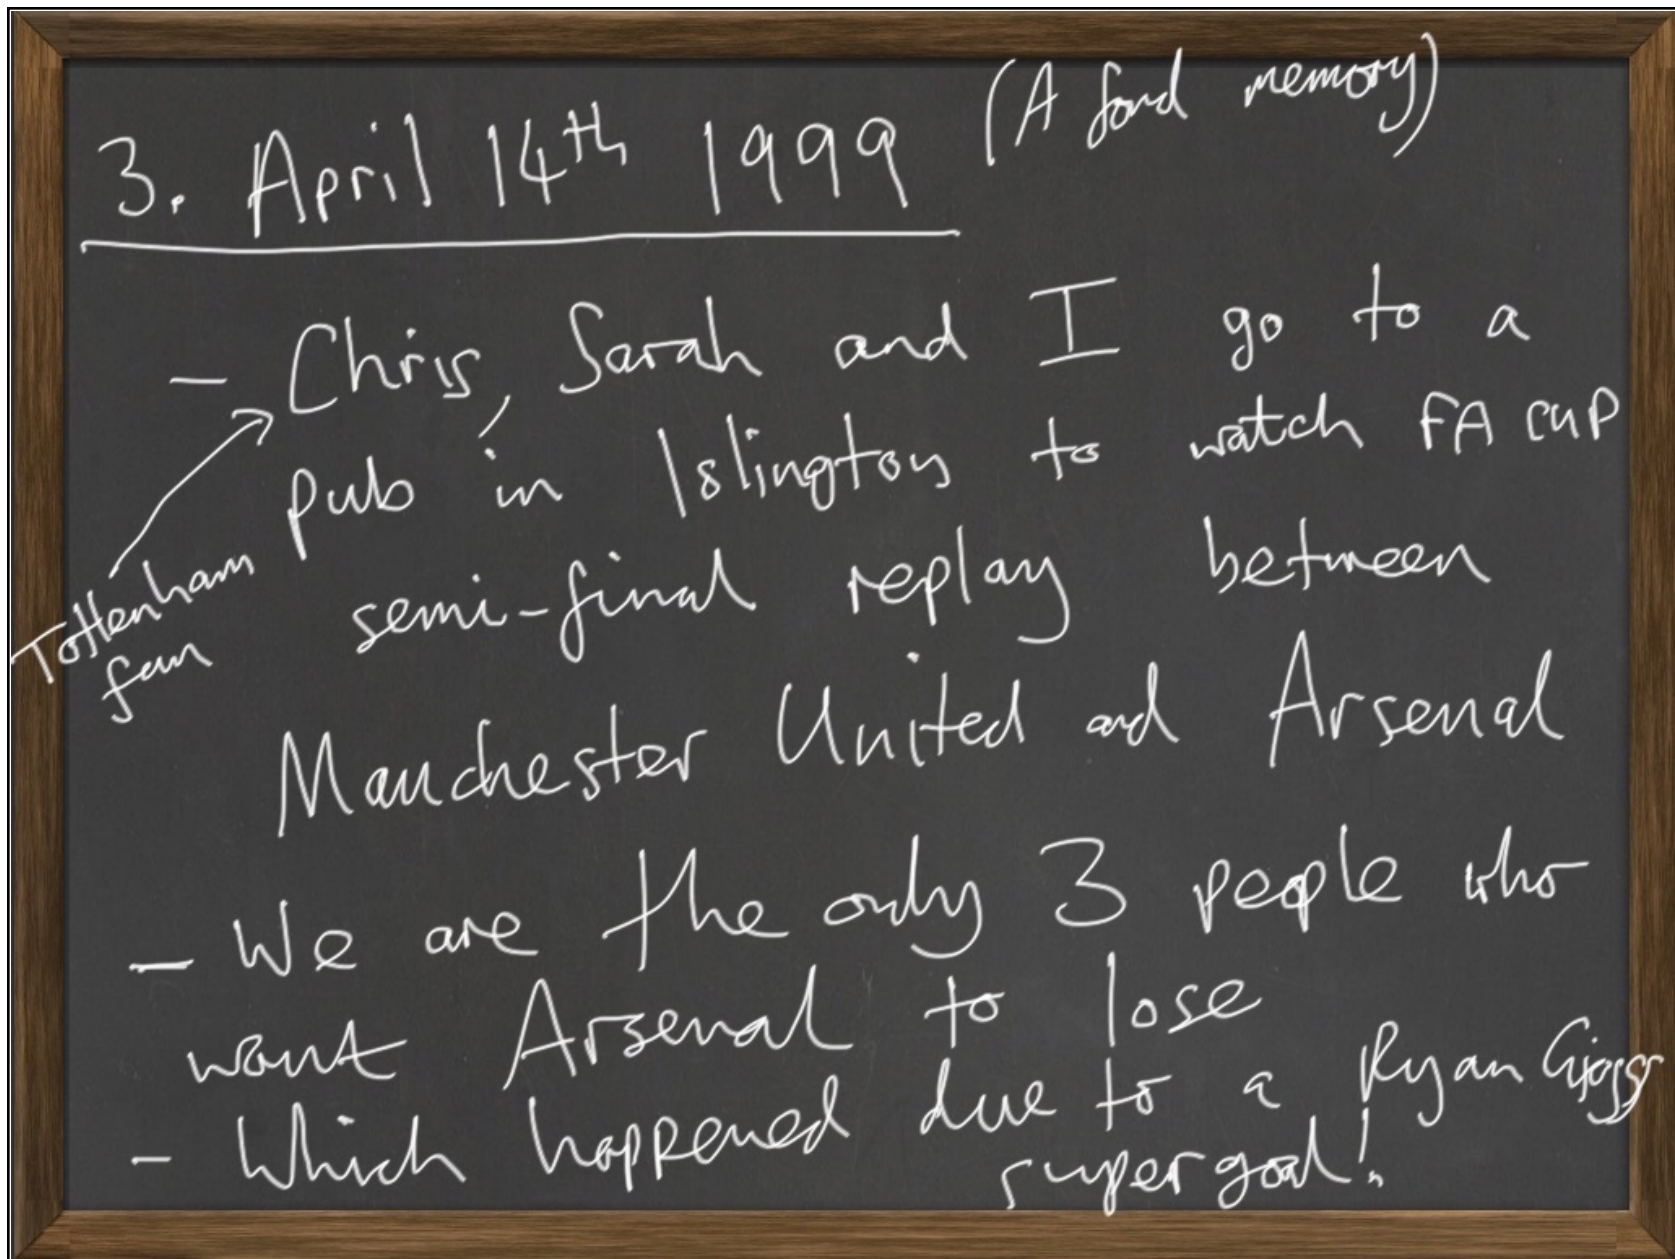 3. April 14th 1999 (A fond memory)
- Chris, Sarah and I go to a
pub in Islington to watch FA CUP
semi-final replay between
Tottenham
fan
Manchester United and Arsenal
- We are the only 3 people who
want Arsenal to lose
- Which happened due to a Ryan Giggs
supergoal!